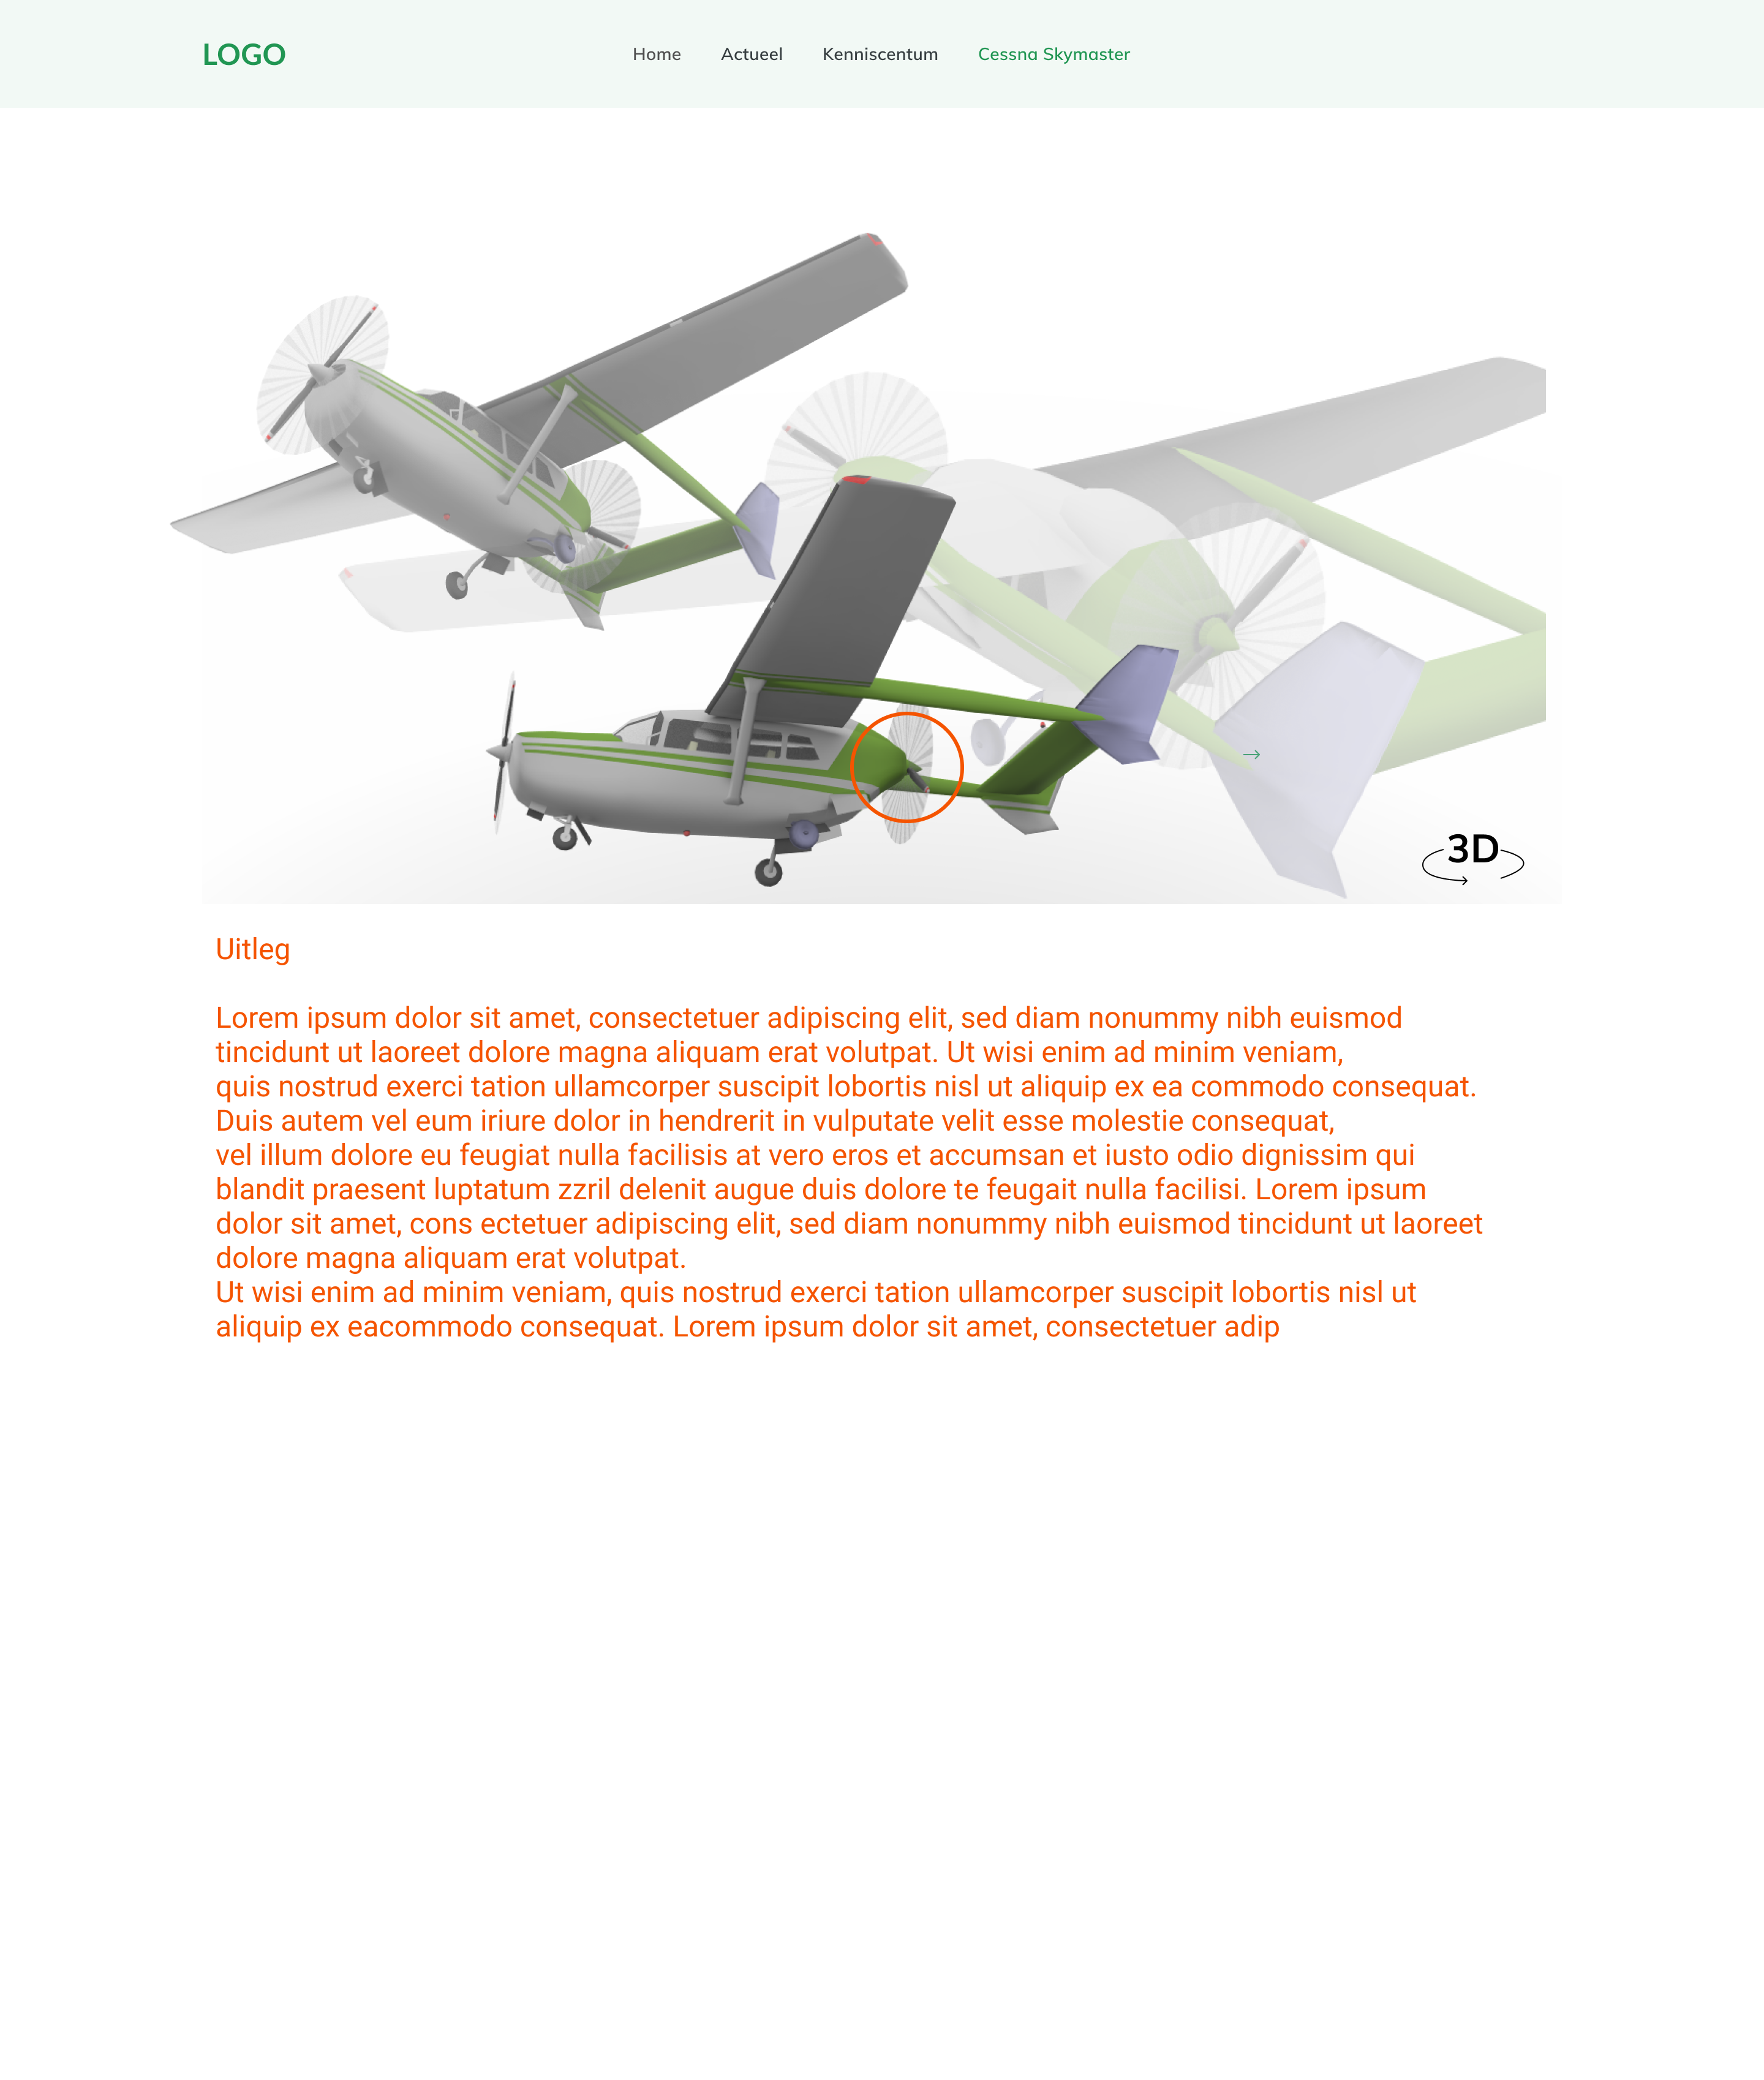 LOGO
Home Actueel Kenniscentum Cessna Skymaster
3D
Uitleg
Lorem ipsum dolor sit amet, consectetuer adipiscing elit, sed diam nonummy nibh euismod
tincidunt ut laoreet dolore magna aliquam erat volutpat. Ut wisi enim ad minim veniam,
quis nostrud exerci tation ullamcorper suscipit lobortis nisl ut aliquip ex ea commodo consequat.
Duis autem vel eum iriure dolor in hendrerit in vulputate velit esse molestie consequat,
vel illum dolore eu feugiat nulla facilisis at vero eros et accumsan et iusto odio dignissim qui
blandit praesent luptatum zzril delenit augue duis dolore te feugait nulla facilisi. Lorem ipsum
dolor sit amet, cons ectetuer adipiscing elit, sed diam nonummy nibh euismod tincidunt ut laoreet
dolore magna aliquam erat volutpat.
Ut wisi enim ad minim veniam, quis nostrud exerci tation ullamcorper suscipit lobortis nisl ut
aliquip ex eacommodo consequat. Lorem ipsum dolor sit amet, consectetuer adip